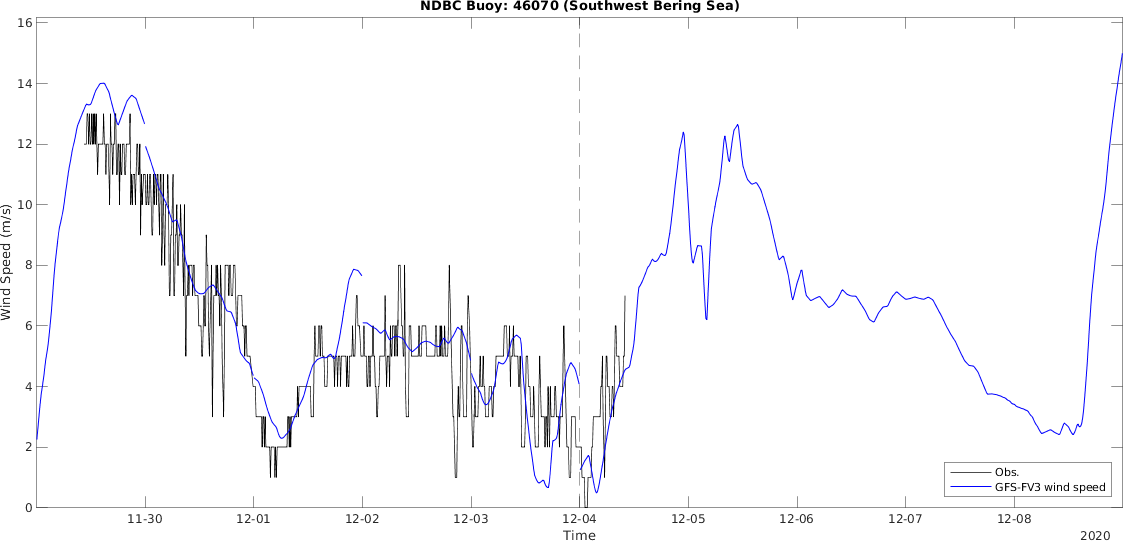 NDBC Buoy: 46070 (Southwest Bering Sea)
16
14
12
10
8
6
4
2
0
Wind Speed (m/s)
Obs.
GFS-FV3 wind speed
11-30 12-01 12-02 12-03 12-04 12-05 12-06 12-07 12-08
Time
2020